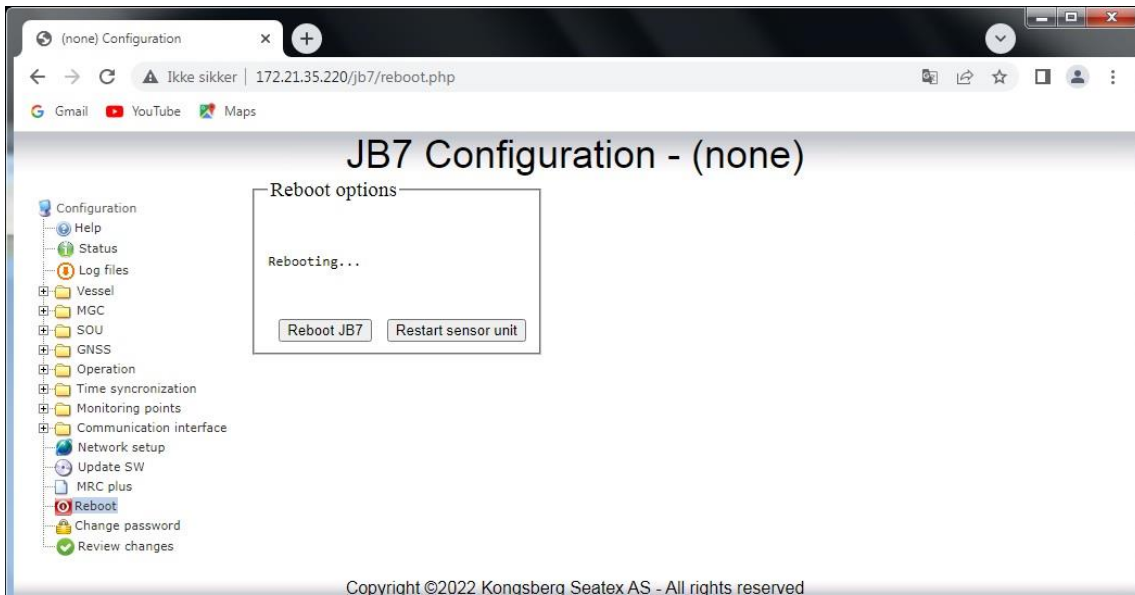 (none) Configuration
Ikke sikker | 172.21.35.220/jb7/reboot.php
Gmail YouTube Maps
JB7 Configuration - (none)
Configuration
Help
Status
Log files
Vessel
MGC
SOU
GNSS
Operation
Time syncronization
Monitoring points
Communication interface
Network setup
Update SW
MRC plus
Reboot
Change password
Review changes
Reboot options
Rebooting...
Reboot JB7 Restart sensor unit
Copyright ©2022 Kongsberg Seatex AS - All rights reserved